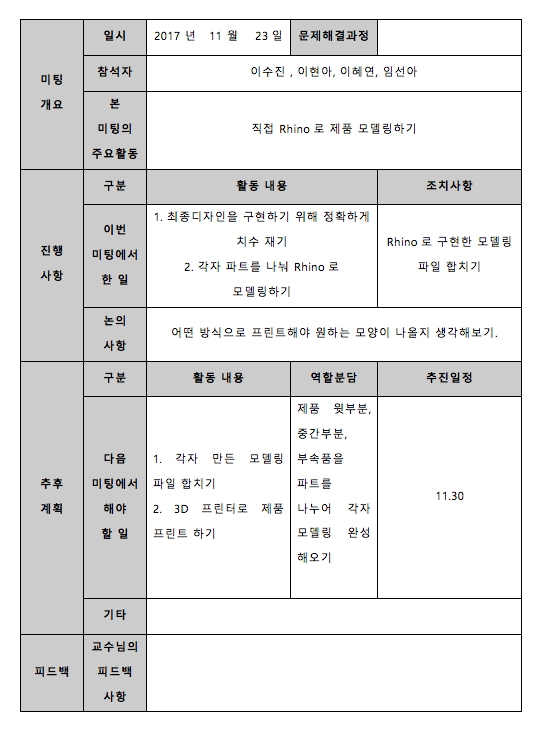 미팅
개요
일시
2017 년 11 월 23 일
문제해결과정
참석자
이수진 , 이현아, 이혜연, 임선아
본
미팅의
주요활동
직접 Rhino 로 제품 모델링하기
진행
사항
구분
활동 내용
조치사항
이번
미팅에서
한 일
1. 최종디자인을 구현하기 위해 정확하게
치수 재기
2. 각자 파트를 나눠 Rhino 로
모델링하기
Rhino 로 구현한 모델링
파일 합치기
논의
사항
어떤 방식으로 프린트해야 원하는 모양이 나올지 생각해보기.
추후
계획
구분
활동 내용
역할분담
추진일정
다음
미팅에서
해야
할 일
1. 각자 만든 모델링
파일 합치기
2. 3D 프린터로 제품
프린트 하기
제품 윗부분,
중간부분,
부속품을
파트를
나누어 각자
모델링 완성
해오기
11.30
기타
피드백
교수님의
피드백
사항